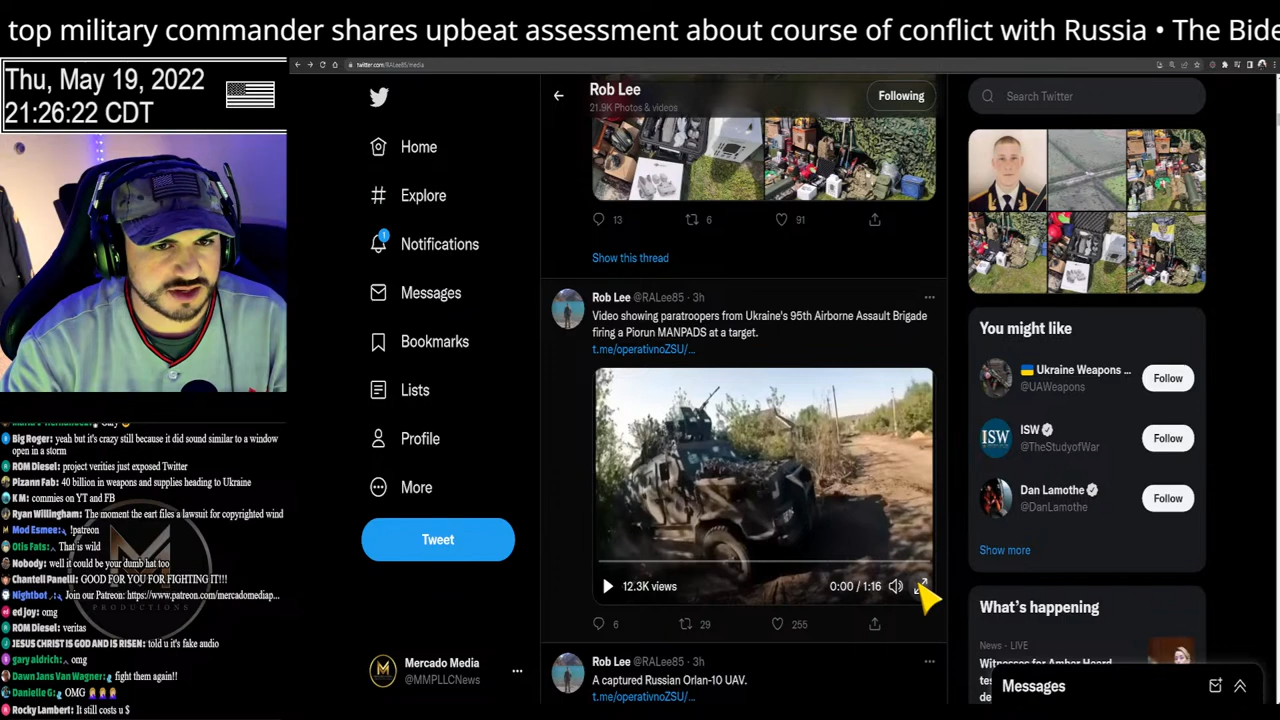 top military commander shares upbeat assessment about course of conflict with Russia • The Bide
Thu, May 19, 2022
21:26:22 CDT
twitter.com/RALee85/media
Big Roger: yeah but it's crazy still because it did sound similar to a window
open in a storm
ROM Diesel: project verities just exposed Twitter
Pizann Fab: 40 billion in weapons and supplies heading to Ukraine
K M: commies on YT and FB
Ryan Willingham: The moment the eart files a lawsuit for copyrighted wind
Mod Esmee: !patreon
Otis Fats: That is wild
Nobody: well it could be your dumb hat too
Chantell Panelli: GOOD FOR YOU FOR FIGHTING IT!!!
Nightbot: Join our Patreon: https://www.patreon.com/mercadomediap...
ed joy: omg
ROM Diesel: veritas
JESUS CHRIST IS GOD AND IS RISEN: told u it's fake audio
gary aldrich: omg
Dawn Jans Van Wagner: fight them again!!
Danielle G: OMG
Rocky Lambert: It still costs u $
PRODUCTIONS
Home
Explore
1
Notifications
Messages
Bookmarks
Lists
Profile
More
Tweet
Mercado Media
@MMPLLCNews
Rob Lee
21.9K Photos & videos
Following
13
6
91
Show this thread
Rob Lee @RALee85 · 3h
Video showing paratroopers from Ukraine's 95th Airborne Assault Brigade
firing a Piorun MANPADS at a target.
t.me/operativnoZSU/...
12.3K views
0:00 / 1:16
6
29
255
Rob Lee @RALee85 · 3h
A captured Russian Orlan-10 UAV.
t.me/operativnoZSU/...
Search Twitter
You might like
Ukraine Weapons ...
@UAWeapons
Follow
ISW
ISW
@TheStudyofWar
Follow
Dan Lamothe
@DanLamothe
Follow
Show more
What's happening
News · LIVE
Witnesses for Amber Heard
Messages